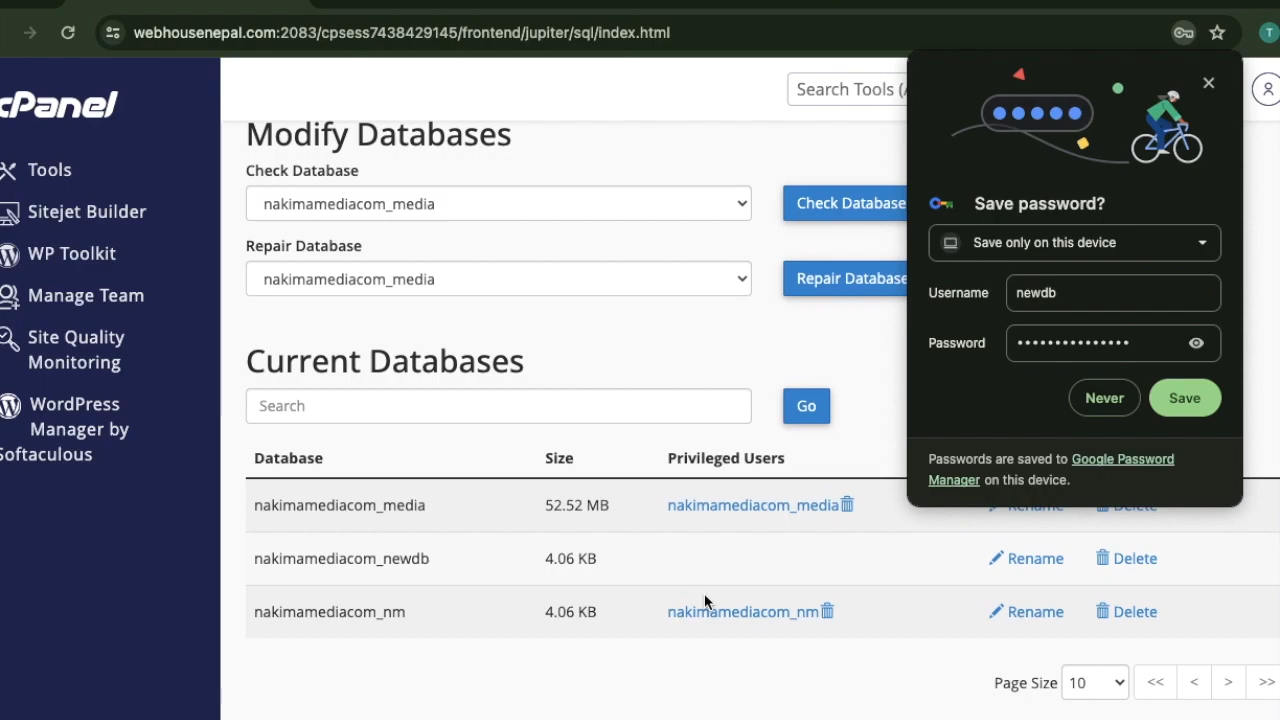 webhousenepal.com:2083/cpsess7438429145/frontend/jupiter/sql/index.html
T
cPanel
Tools
Sitejet Builder
WP Toolkit
Manage Team
Site Quality
Monitoring
WordPress
Manager by
Softaculous
Search Tools (
Modify Databases
Check Database
nakimamediacom_media
Check Database
Repair Database
nakimamediacom_media
Repair Database
Current Databases
Search
Go
Database Size Privileged Users
nakimamediacom_media 52.52 MB nakimamediacom_media Rename Delete
nakimamediacom_newdb 4.06 KB Rename Delete
nakimamediacom_nm 4.06 KB nakimamediacom_nm Rename Delete
Page Size 10 << < > >>
Save password?
Save only on this device
Username newdb
Password •••••••••••••••
Never Save
Passwords are saved to Google Password
Manager on this device.